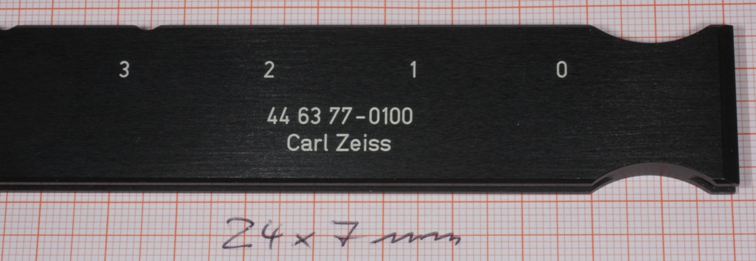 3 2 1 0
44 63 77-0100
Carl Zeiss
24 x 7 mm